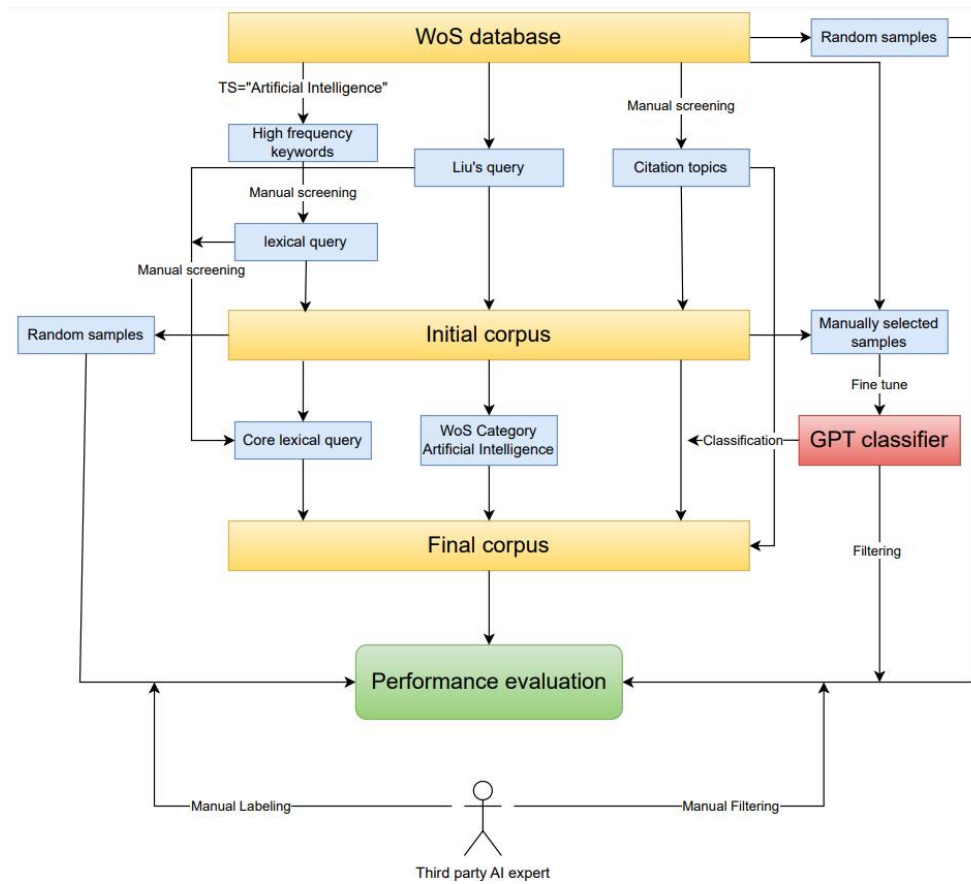 WoS database
Random samples
TS="Artificial Intelligence"
Manual screening
High frequency
keywords
Liu's query
Citation topics
Manual screening
lexical query
Manual screening
Random samples
Initial corpus
Manually selected
samples
Fine tune
Core lexical query
WoS Category
Artificial Intelligence
Classification
GPT classifier
Final corpus
Filtering
Performance evaluation
Manual Labeling
Manual Filtering
Third party AI expert